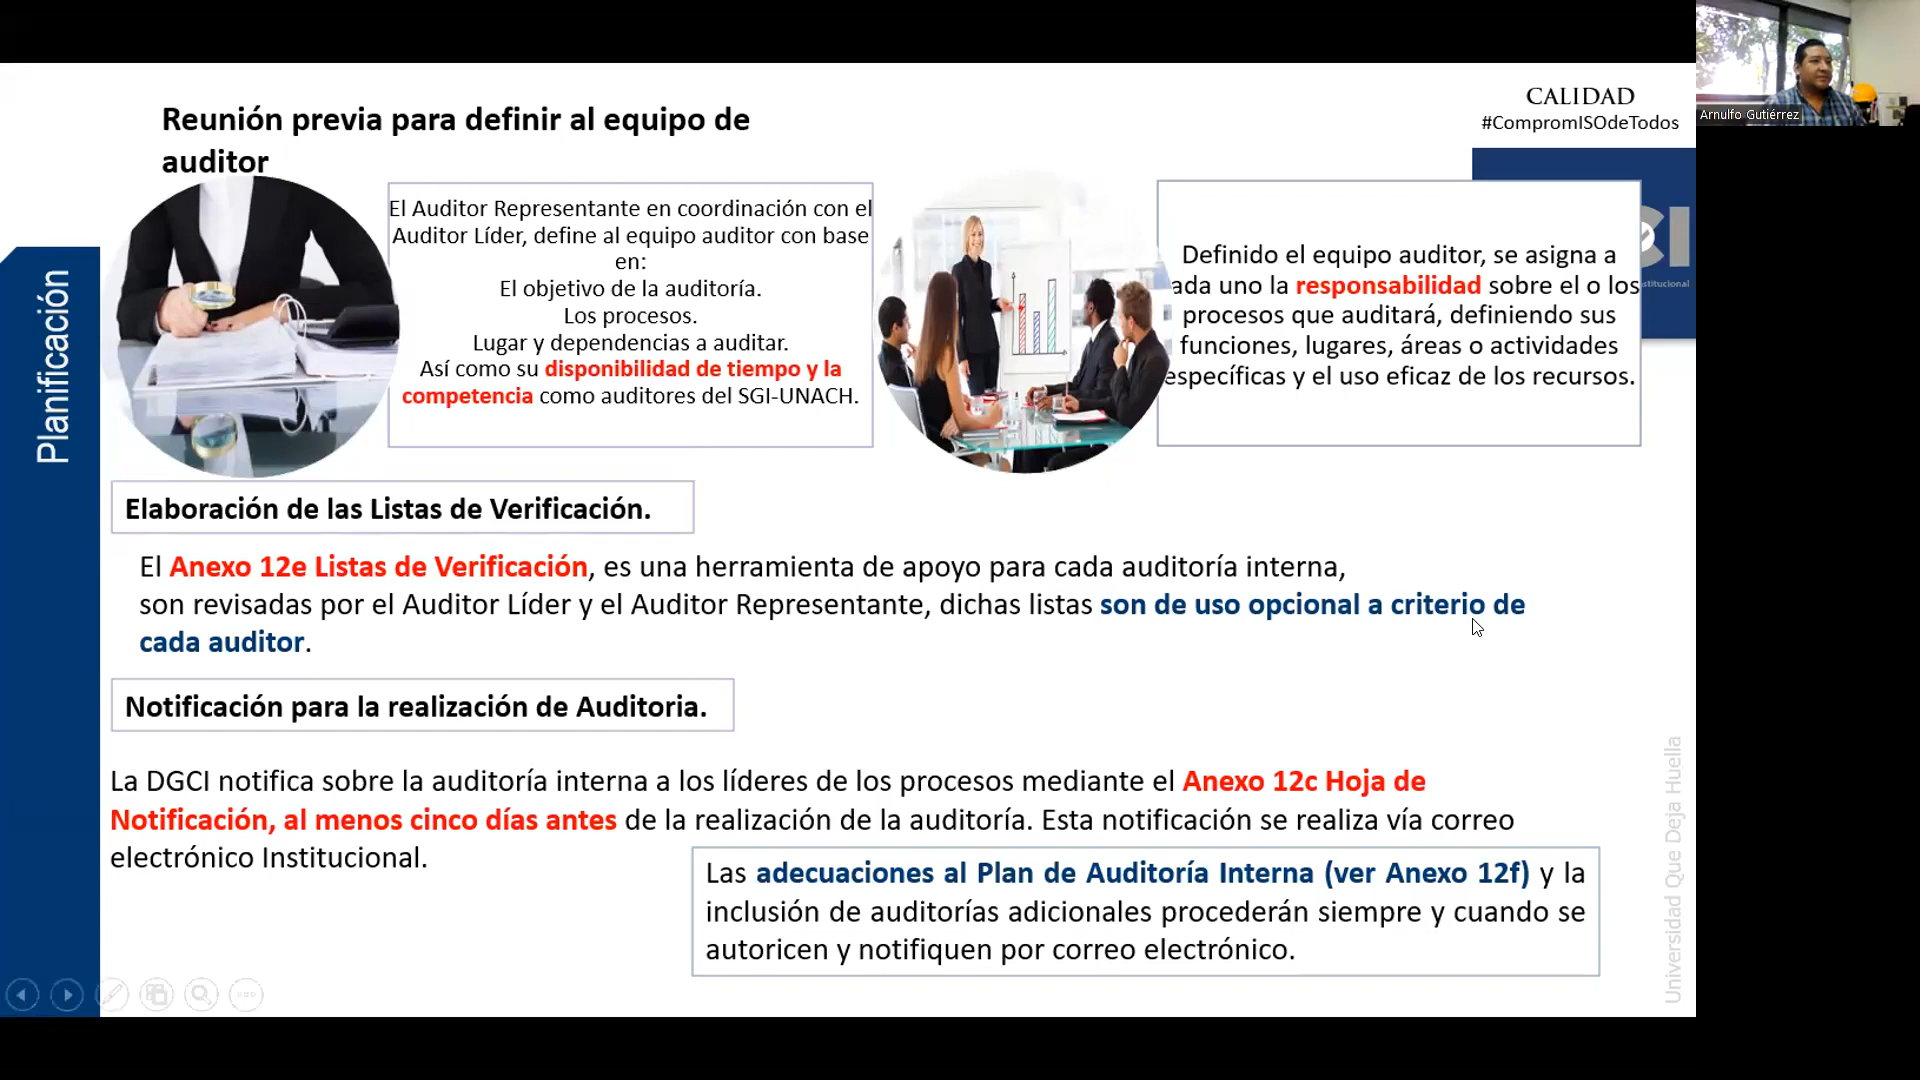 Reunión previa para definir al equipo de
auditor
CALIDAD
#CompromISOdeTodos
Arnulfo Gutiérrez
Planificación
El Auditor Representante en coordinación con el
Auditor Líder, define al equipo auditor con base
en:
El objetivo de la auditoría.
Los procesos.
Lugar y dependencias a auditar.
Así como su disponibilidad de tiempo y la
competencia como auditores del SGI-UNACH.
Definido el equipo auditor, se asigna a
ada uno la responsabilidad sobre el o los
procesos que auditará, definiendo sus
funciones, lugares, áreas o actividades
específicas y el uso eficaz de los recursos.
CI
stitucional
Elaboración de las Listas de Verificación.
El Anexo 12e Listas de Verificación, es una herramienta de apoyo para cada auditoría interna,
son revisadas por el Auditor Líder y el Auditor Representante, dichas listas son de uso opcional a criterio de
cada auditor.
Notificación para la realización de Auditoria.
La DGCI notifica sobre la auditoría interna a los líderes de los procesos mediante el Anexo 12c Hoja de
Notificación, al menos cinco días antes de la realización de la auditoría. Esta notificación se realiza vía correo
electrónico Institucional.
Las adecuaciones al Plan de Auditoría Interna (ver Anexo 12f) y la
inclusión de auditorías adicionales procederán siempre y cuando se
autoricen y notifiquen por correo electrónico.
Universidad Que Deja Huella